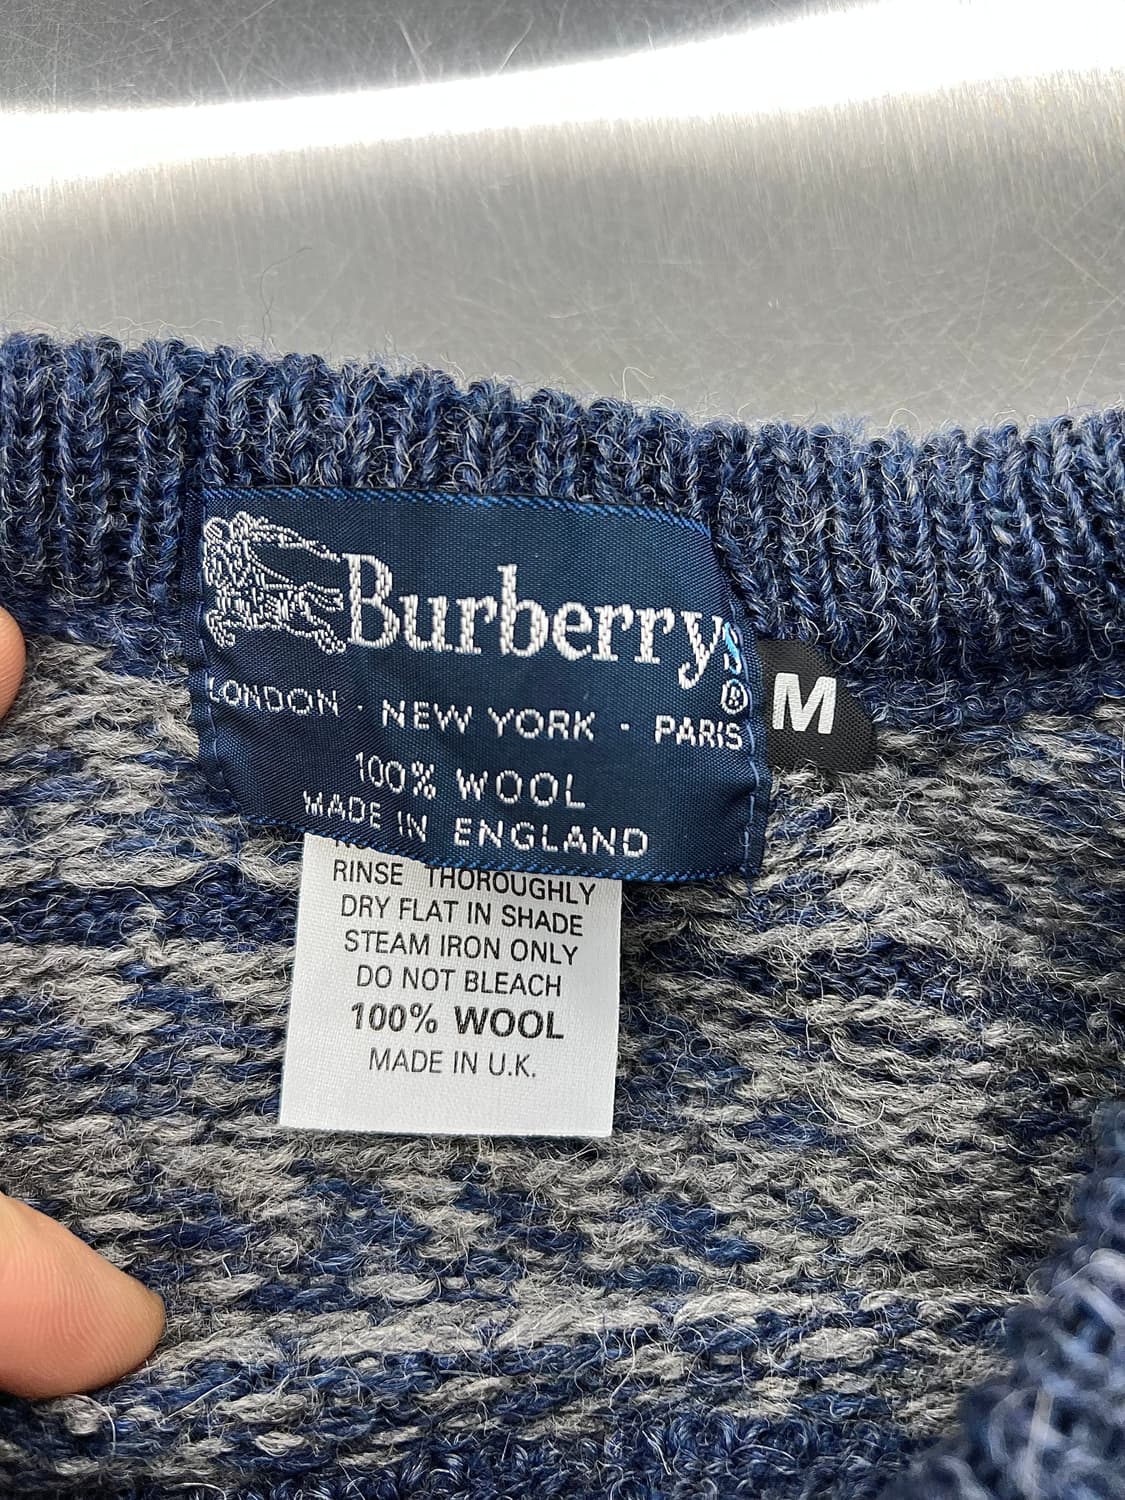 Burberrys
®
LONDON · NEW YORK · PARIS
100% WOOL
MADE IN ENGLAND
M
RINSE THOROUGHLY
DRY FLAT IN SHADE
STEAM IRON ONLY
DO NOT BLEACH
100% WOOL
MADE IN U.K.